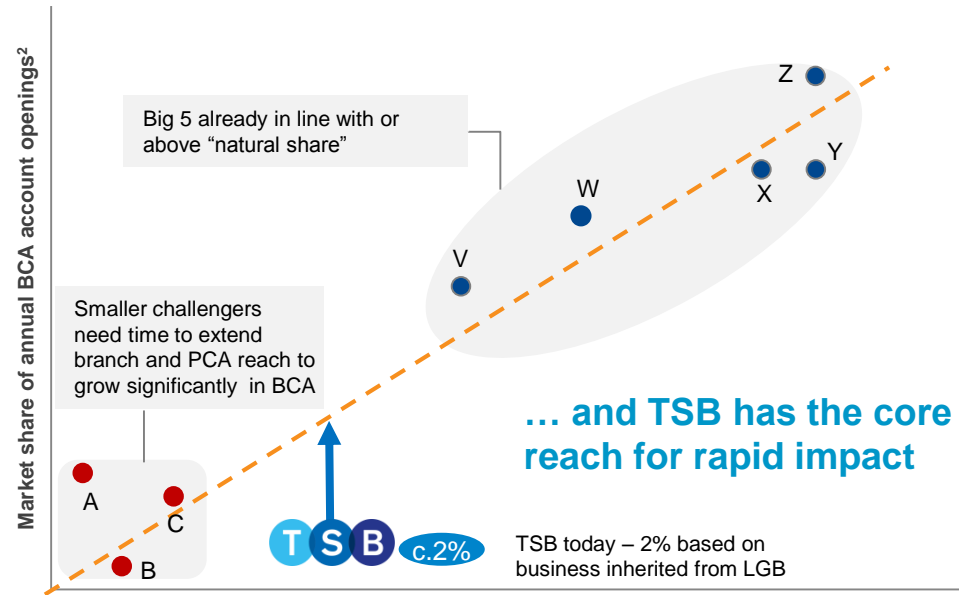 Market share of annual BCA account openings²
Big 5 already in line with or
above “natural share”
Z
Y
X
W
V
Smaller challengers
need time to extend
branch and PCA reach to
grow significantly in BCA
… and TSB has the core
reach for rapid impact
A
C
B
TSB
c.2%
TSB today – 2% based on
business inherited from LGB